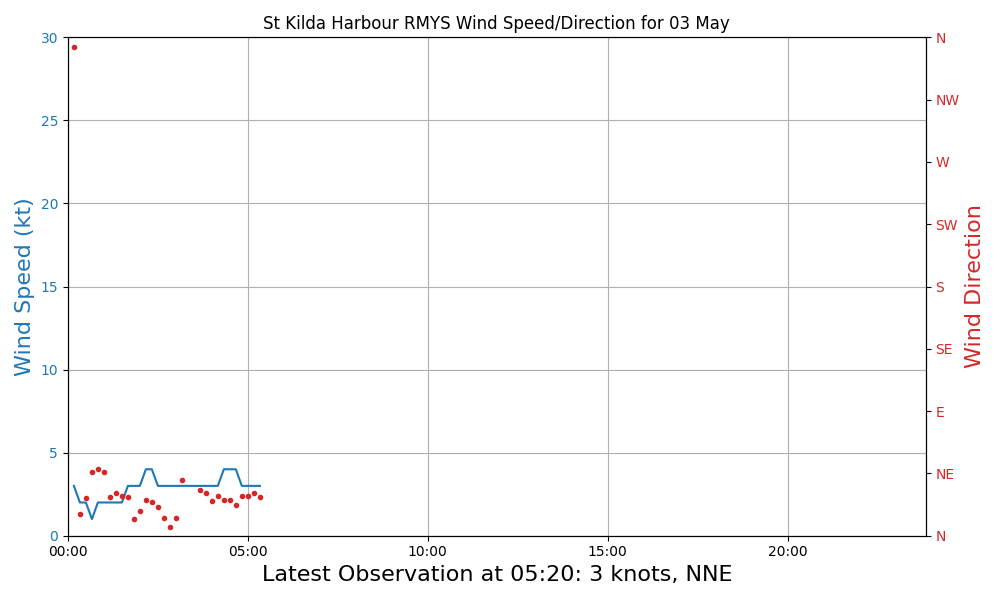 St Kilda Harbour RMYS Wind Speed/Direction for 03 May
30
25
20
15
10
5
0
Wind Speed (kt)
N
NW
W
SW
S
SE
E
NE
N
Wind Direction
00:00
05:00
10:00
15:00
20:00
Latest Observation at 05:20: 3 knots, NNE